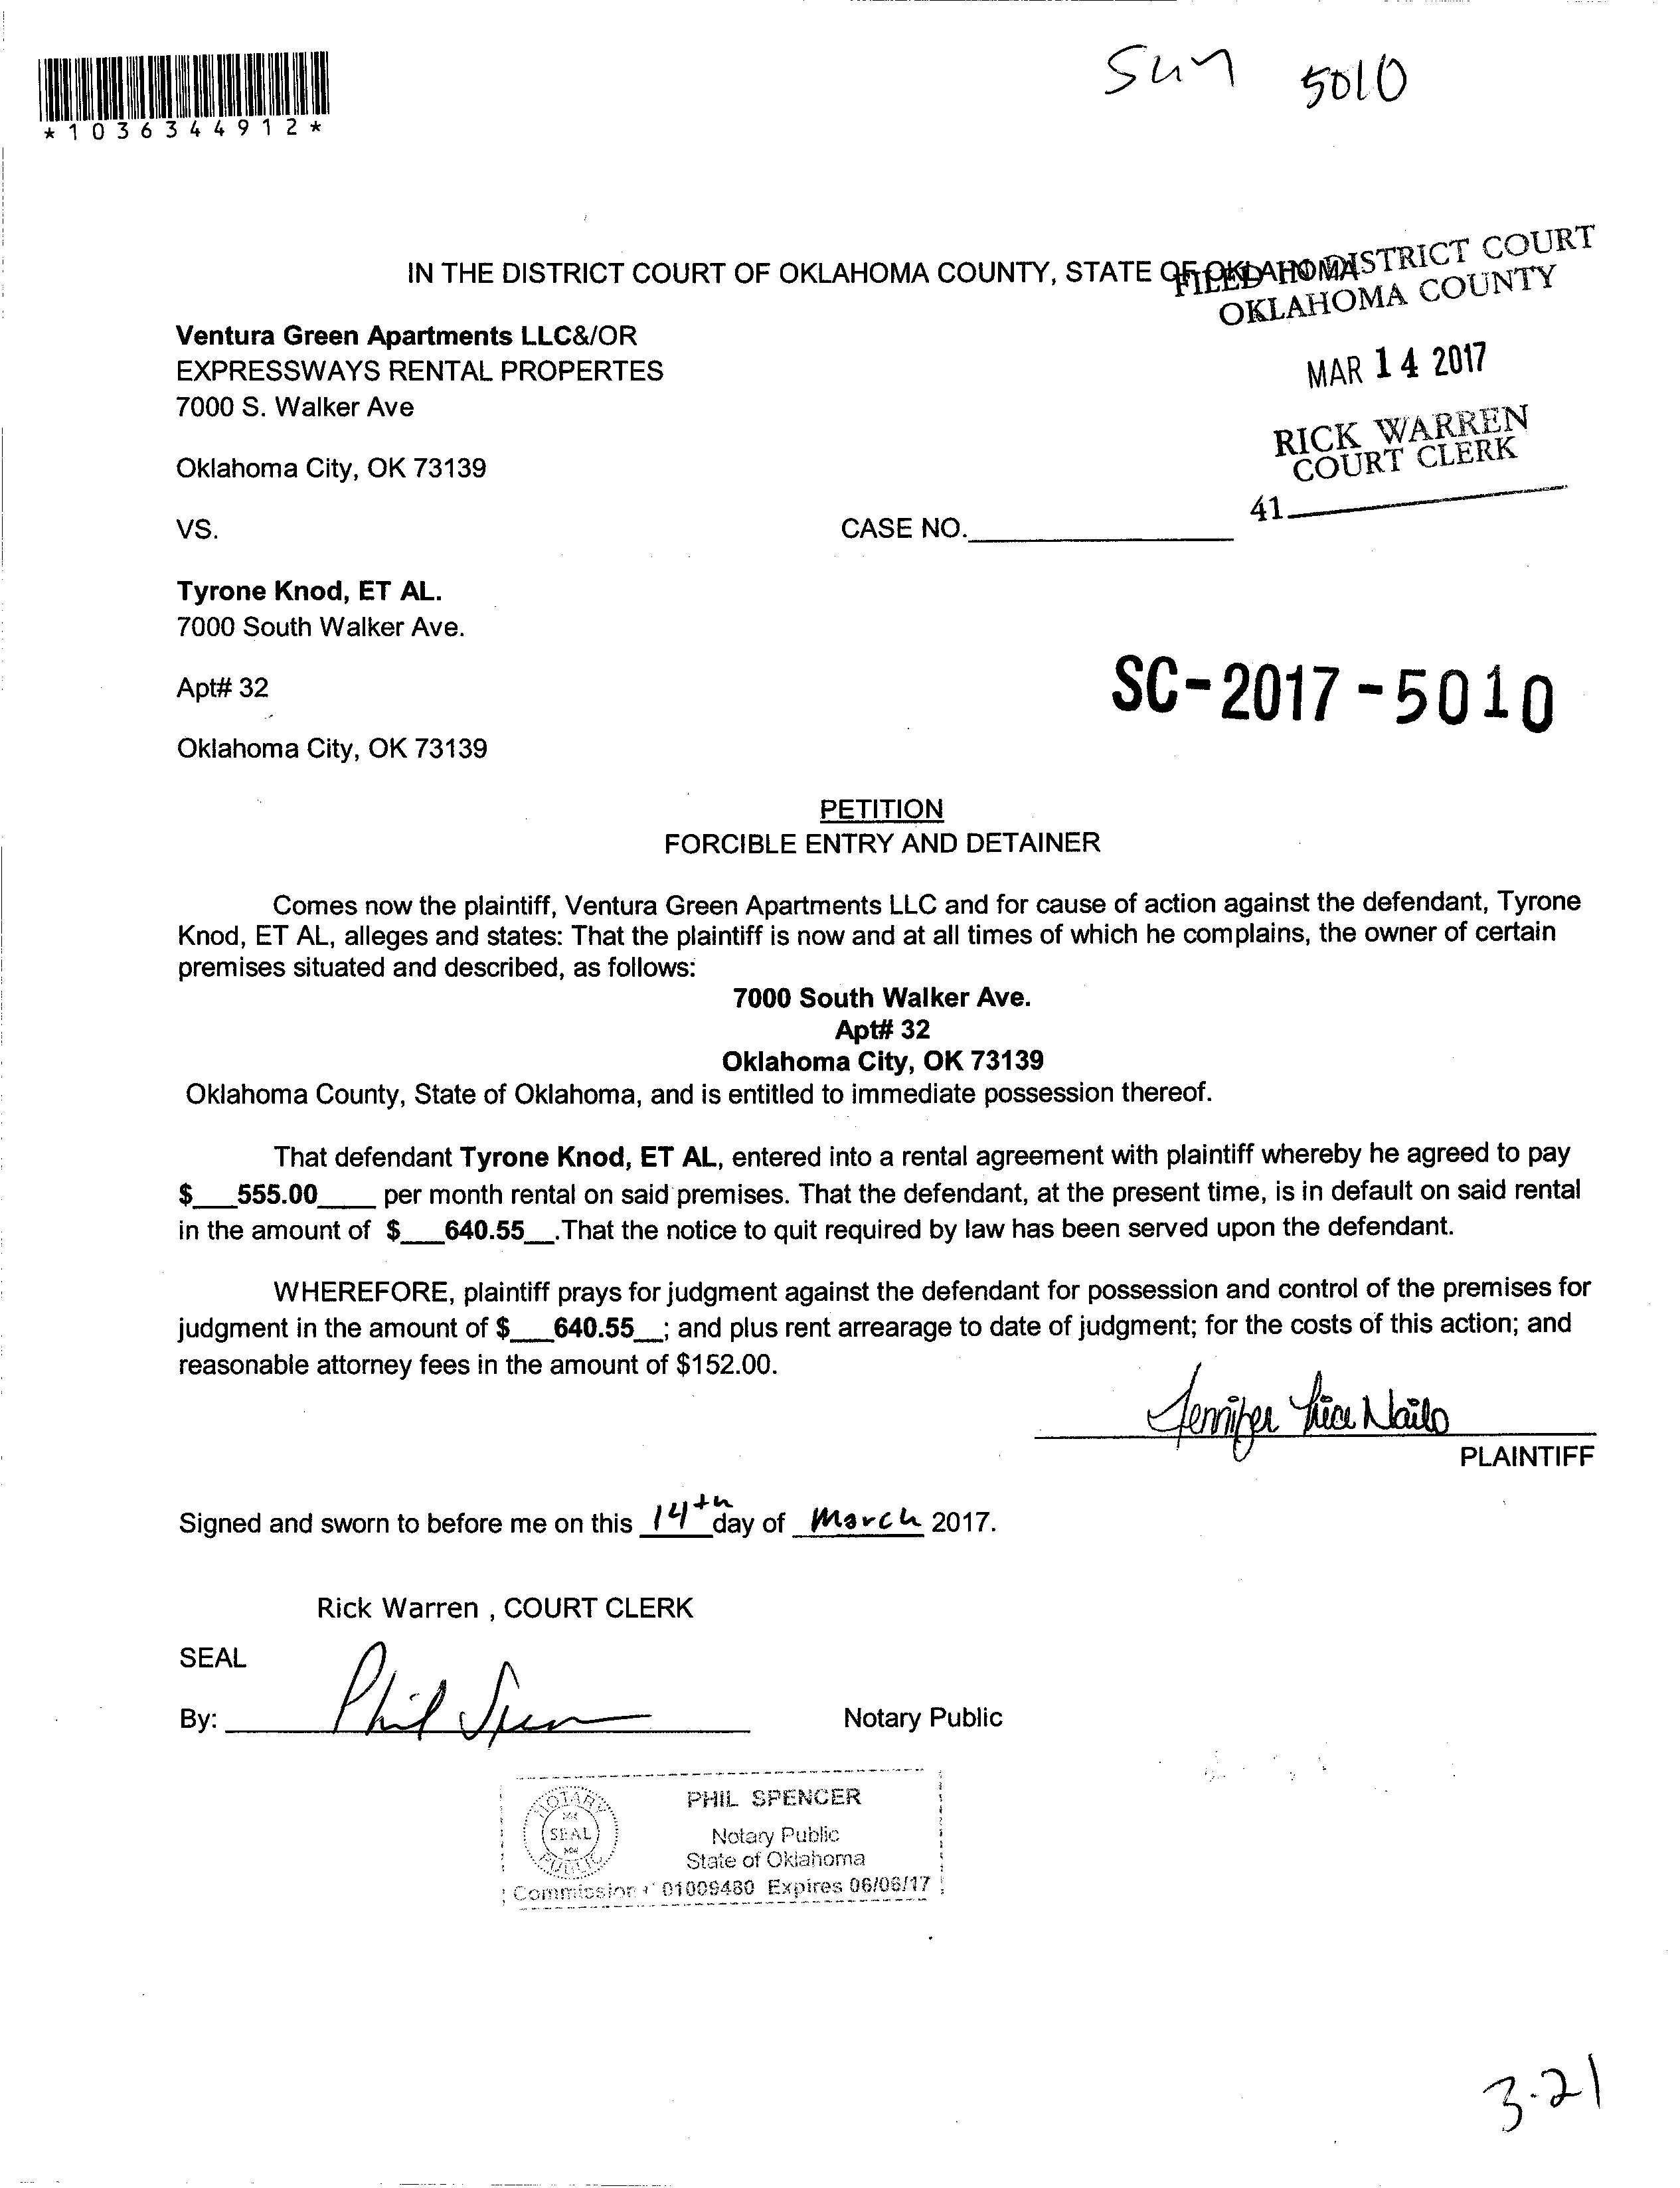 5010
*1036344912*
IN THE DISTRICT COURT OF OKLAHOMA COUNTY, STATE OF OKLAHOMA
FILED IN DISTRICT COURT
OKLAHOMA COUNTY
Ventura Green Apartments LLC&/OR
EXPRESSWAYS RENTAL PROPERTES
7000 S. Walker Ave
MAR 14 2017
RICK WARREN
COURT CLERK
Oklahoma City, OK 73139
41
VS.
CASE NO.
Tyrone Knod, ET AL.
7000 South Walker Ave.
Apt# 32
SC-2017-5010
Oklahoma City, OK 73139
PETITION
FORCIBLE ENTRY AND DETAINER
Comes now the plaintiff, Ventura Green Apartments LLC and for cause of action against the defendant, Tyrone
Knod, ET AL, alleges and states: That the plaintiff is now and at all times of which he complains, the owner of certain
premises situated and described, as follows:
7000 South Walker Ave.
Apt# 32
Oklahoma City, OK 73139
Oklahoma County, State of Oklahoma, and is entitled to immediate possession thereof.
That defendant Tyrone Knod, ET AL, entered into a rental agreement with plaintiff whereby he agreed to pay
$___555.00____ per month rental on said premises. That the defendant, at the present time, is in default on said rental
in the amount of $___640.55__.That the notice to quit required by law has been served upon the defendant.
WHEREFORE, plaintiff prays for judgment against the defendant for possession and control of the premises for
judgment in the amount of $___640.55__; and plus rent arrearage to date of judgment; for the costs of this action; and
reasonable attorney fees in the amount of $152.00.
Jennifer
PLAINTIFF
Signed and sworn to before me on this 14th day of March 2017.
Rick Warren , COURT CLERK
SEAL
By: Phil Spencer Notary Public
NOTARY
SEAL
PUBLIC
PHIL SPENCER
Notary Public
State of Oklahoma
Commission # 01009480 Expires 06/06/17
3-21